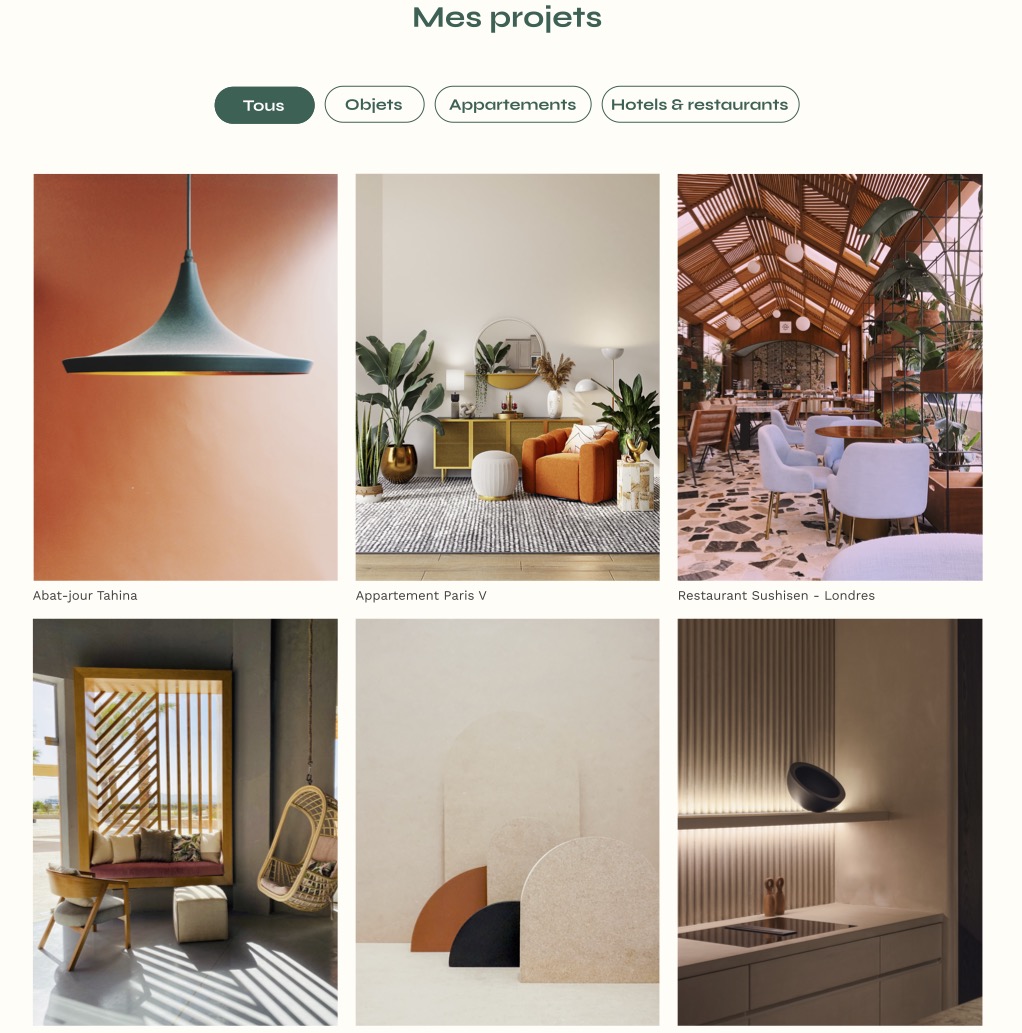 Mes projets
Tous
Objets
Appartements
Hotels & restaurants
Abat-jour Tahina
Appartement Paris V
Restaurant Sushisen - Londres